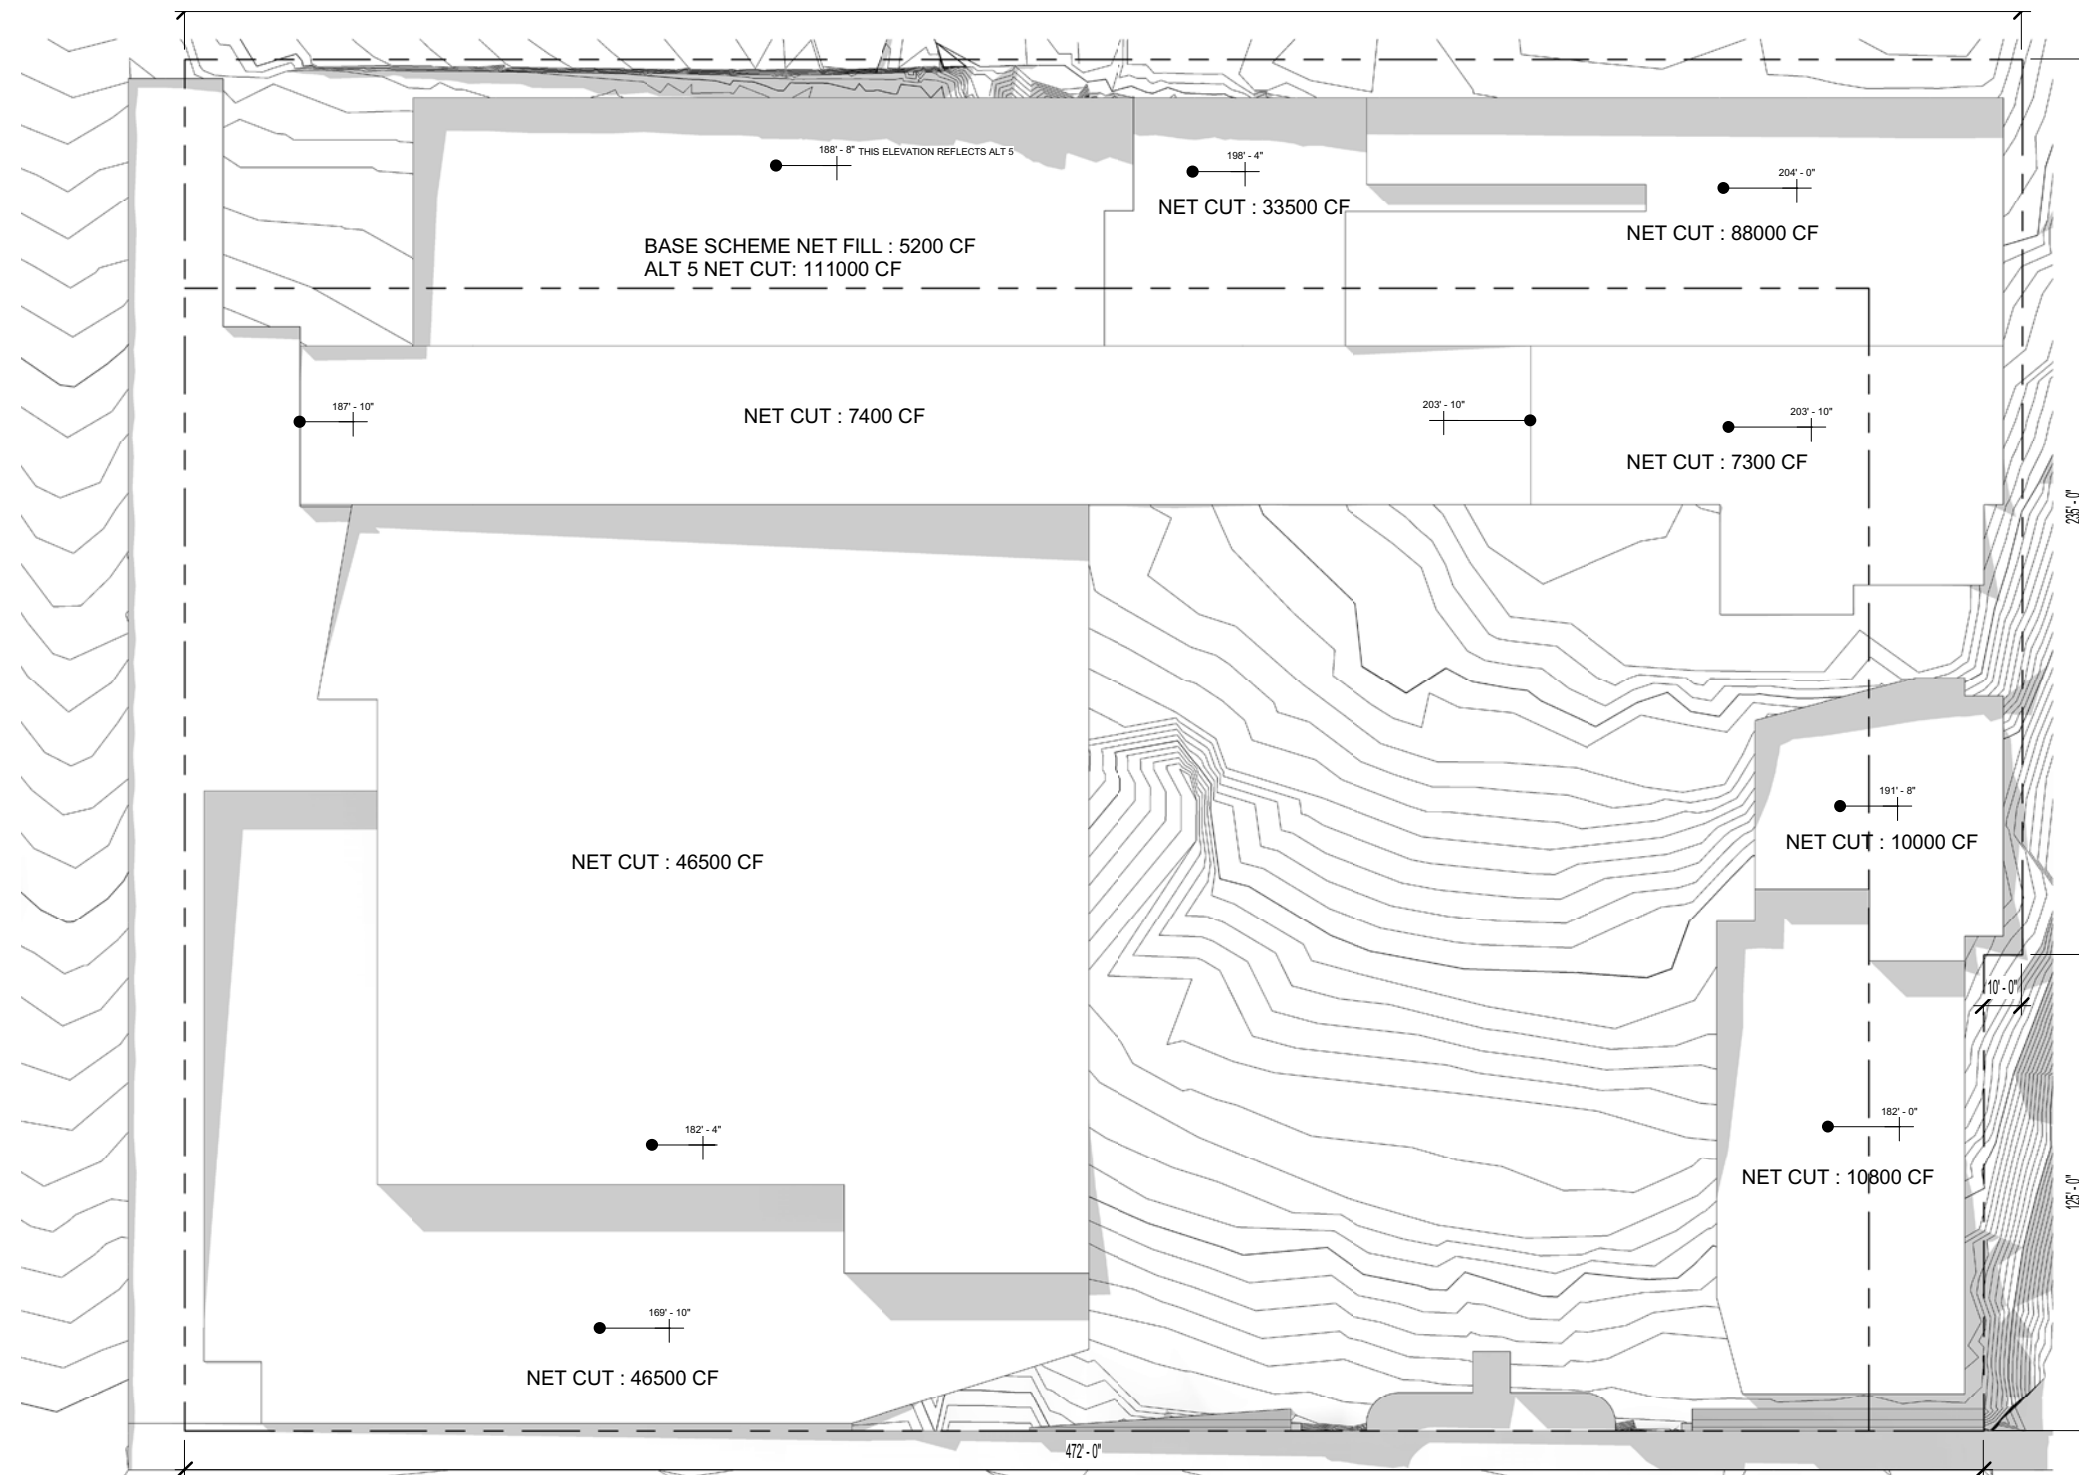 188' - 8" THIS ELEVATION REFLECTS ALT 5
198' - 4"
204' - 0"
NET CUT : 33500 CF
NET CUT : 88000 CF
BASE SCHEME NET FILL : 5200 CF
ALT 5 NET CUT: 111000 CF
187' - 10"
NET CUT : 7400 CF
203' - 10"
203' - 10"
NET CUT : 7300 CF
235' - 0"
191' - 8"
NET CUT : 10000 CF
NET CUT : 46500 CF
10' - 0"
182' - 4"
182' - 0"
NET CUT : 10800 CF
125' - 0"
169' - 10"
NET CUT : 46500 CF
472' - 0"